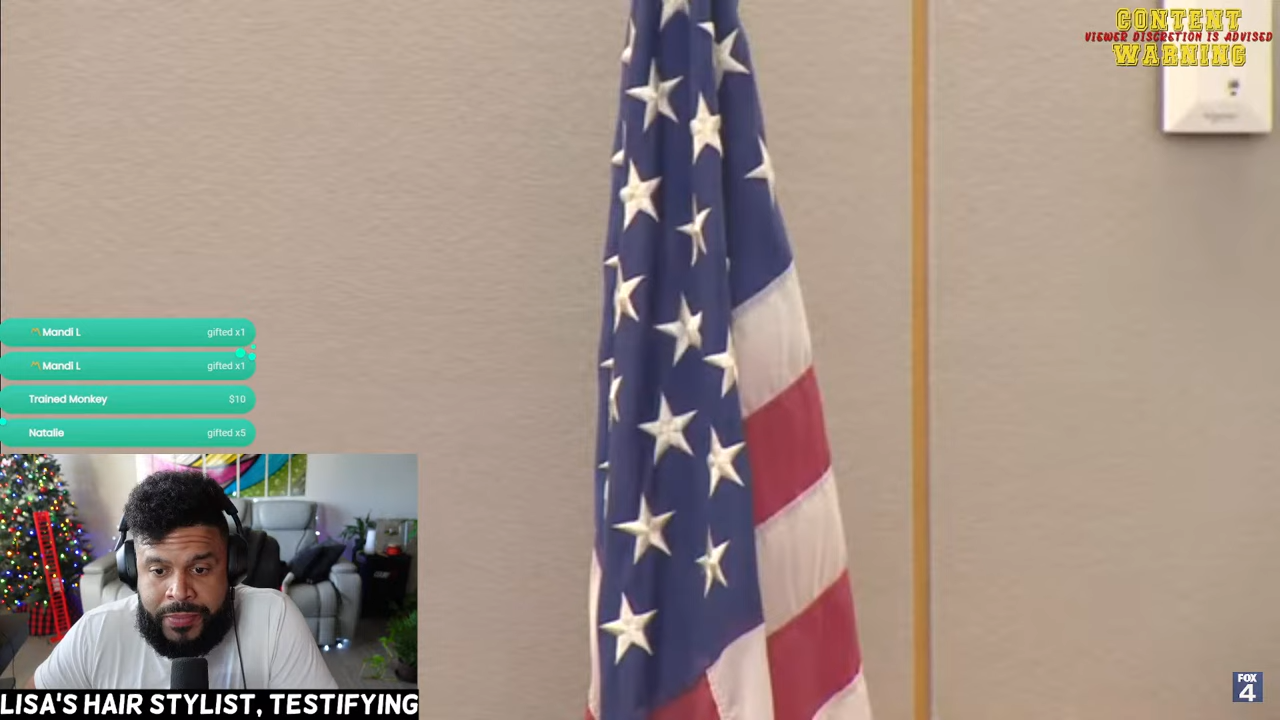 CONTENT
VIEWER DISCRETION IS ADVISED
WARNING
Mandi L gifted x1
Mandi L gifted x1
Trained Monkey $10
Natalie gifted x5
LISA'S HAIR STYLIST, TESTIFYING
FOX
4